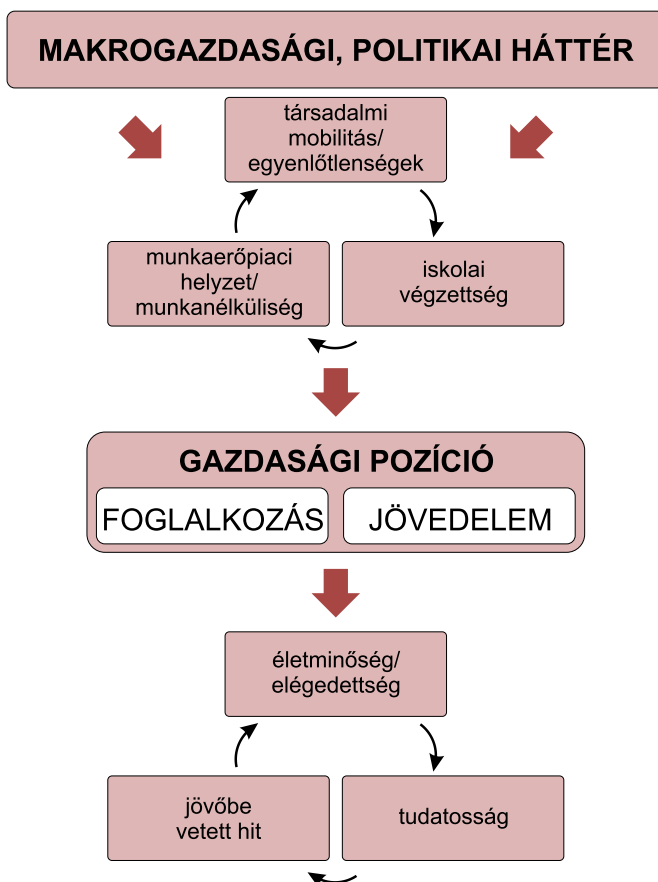 MAKROGAZDASÁGI, POLITIKAI HÁTTÉR
társadalmi
mobilitás/
egyenlőtlenségek
munkaerőpiaci
helyzet/
munkanélküliség
iskolai
végzettség
GAZDASÁGI POZÍCIÓ
FOGLALKOZÁS
JÖVEDELEM
életminőség/
elégedettség
jövőbe
vetett hit
tudatosság